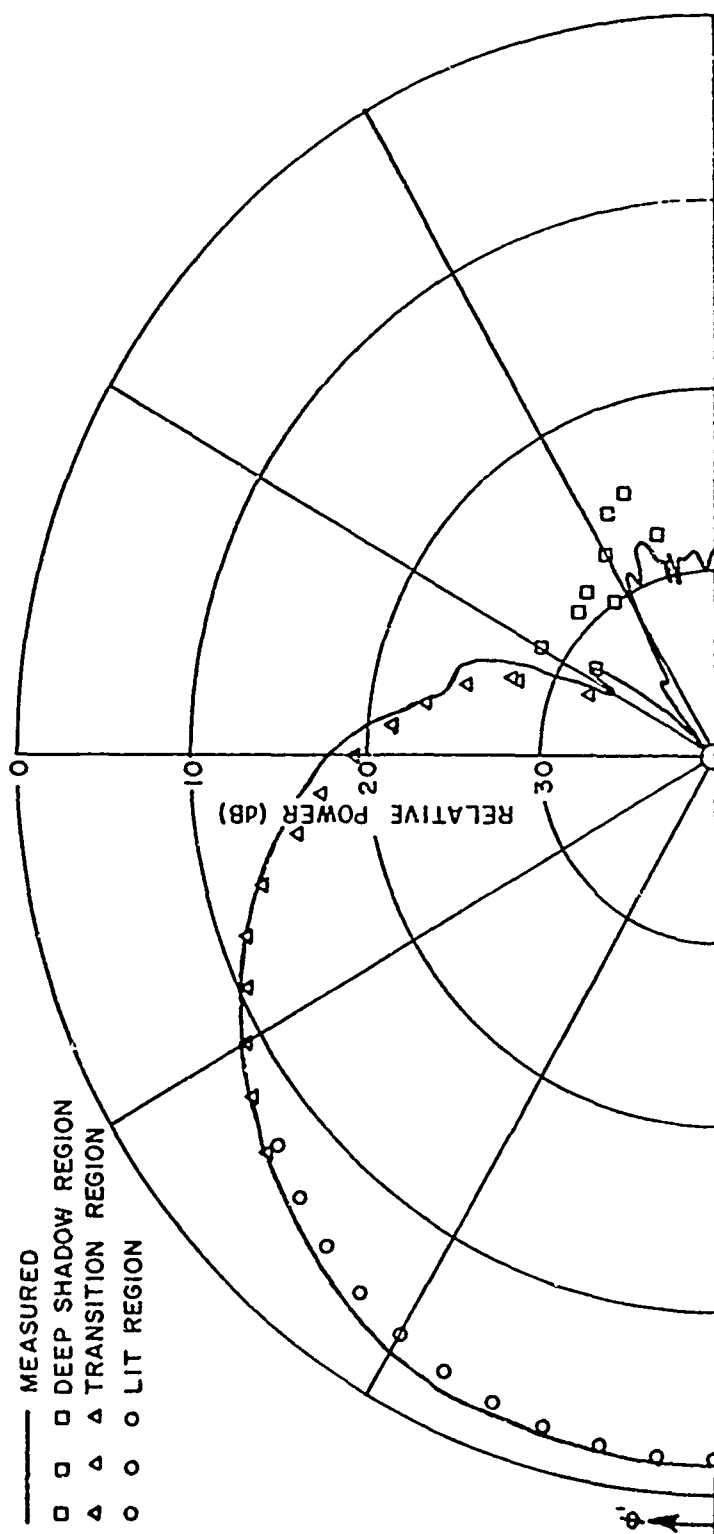 MEASURED
DEEP SHADOW REGION
TRANSITION REGION
LIT REGION
0
10
20
30
RELATIVE POWER (dB)